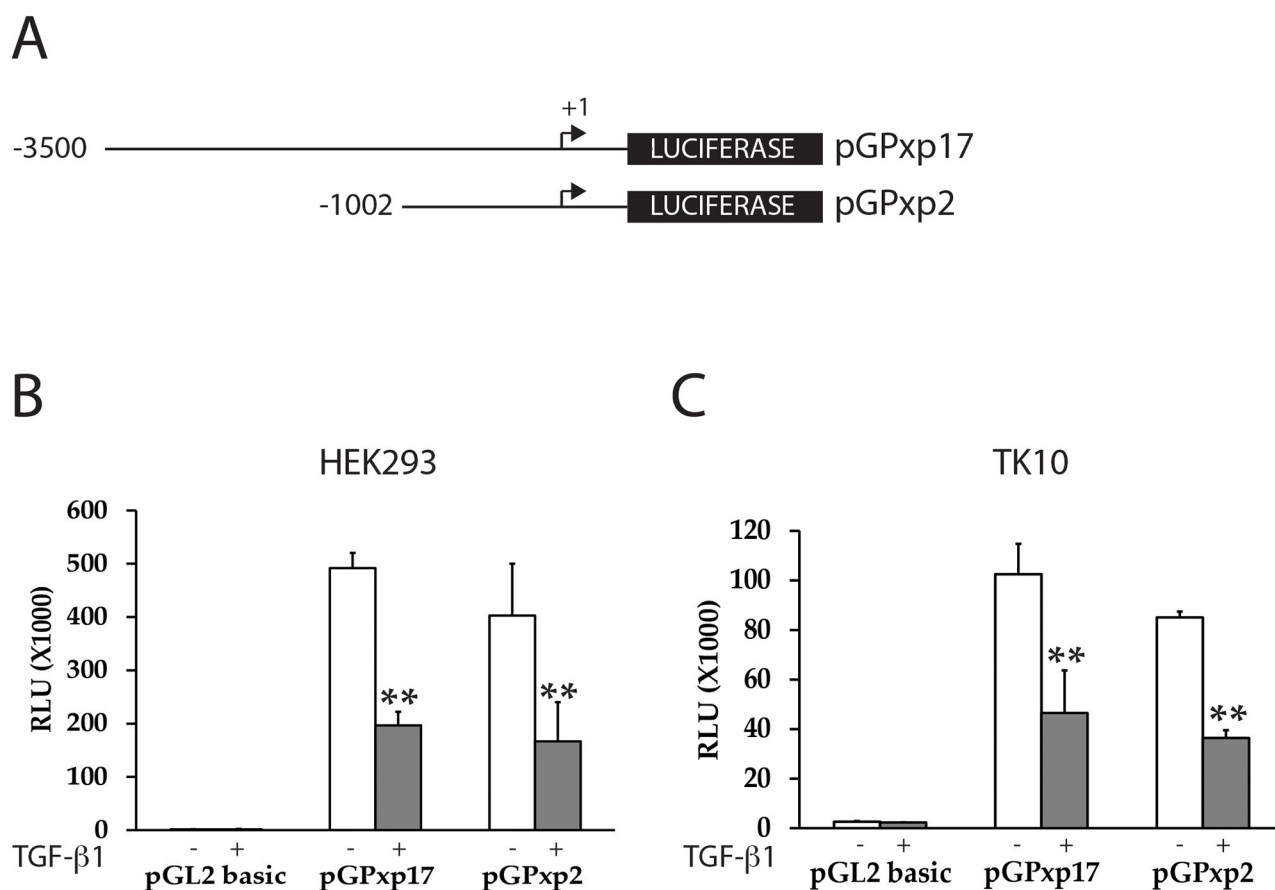 A
+1
-3500 LUCIFERASE pGPxp17
-1002 LUCIFERASE pGPxp2
B
HEK293
600
500
400
300
200
100
0
RLU (X1000)
** **
TGF-β1 - + - + - +
pGL2 basic pGPxp17 pGPxp2
C
TK10
120
100
80
60
40
20
0
RLU (X1000)
** **
TGF-β1 - + - + - +
pGL2 basic pGPxp17 pGPxp2